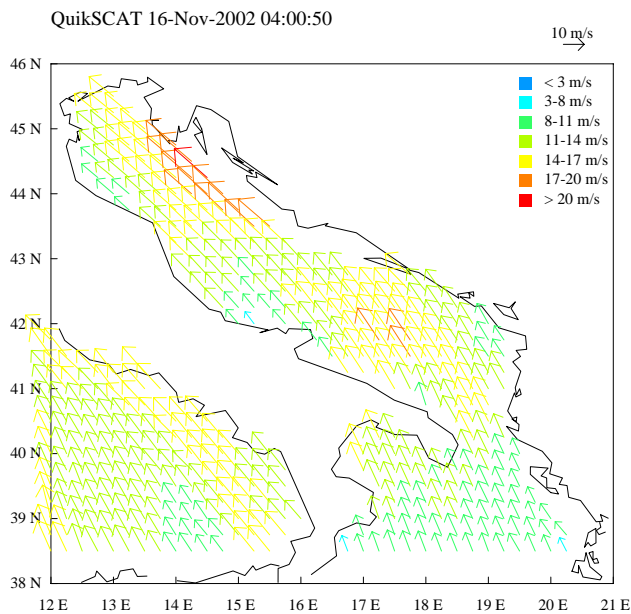 QuikSCAT 16-Nov-2002 04:00:50
10 m/s
46 N
45 N
44 N
43 N
42 N
41 N
40 N
39 N
38 N
< 3 m/s
3-8 m/s
8-11 m/s
11-14 m/s
14-17 m/s
17-20 m/s
> 20 m/s
12 E 13 E 14 E 15 E 16 E 17 E 18 E 19 E 20 E 21 E